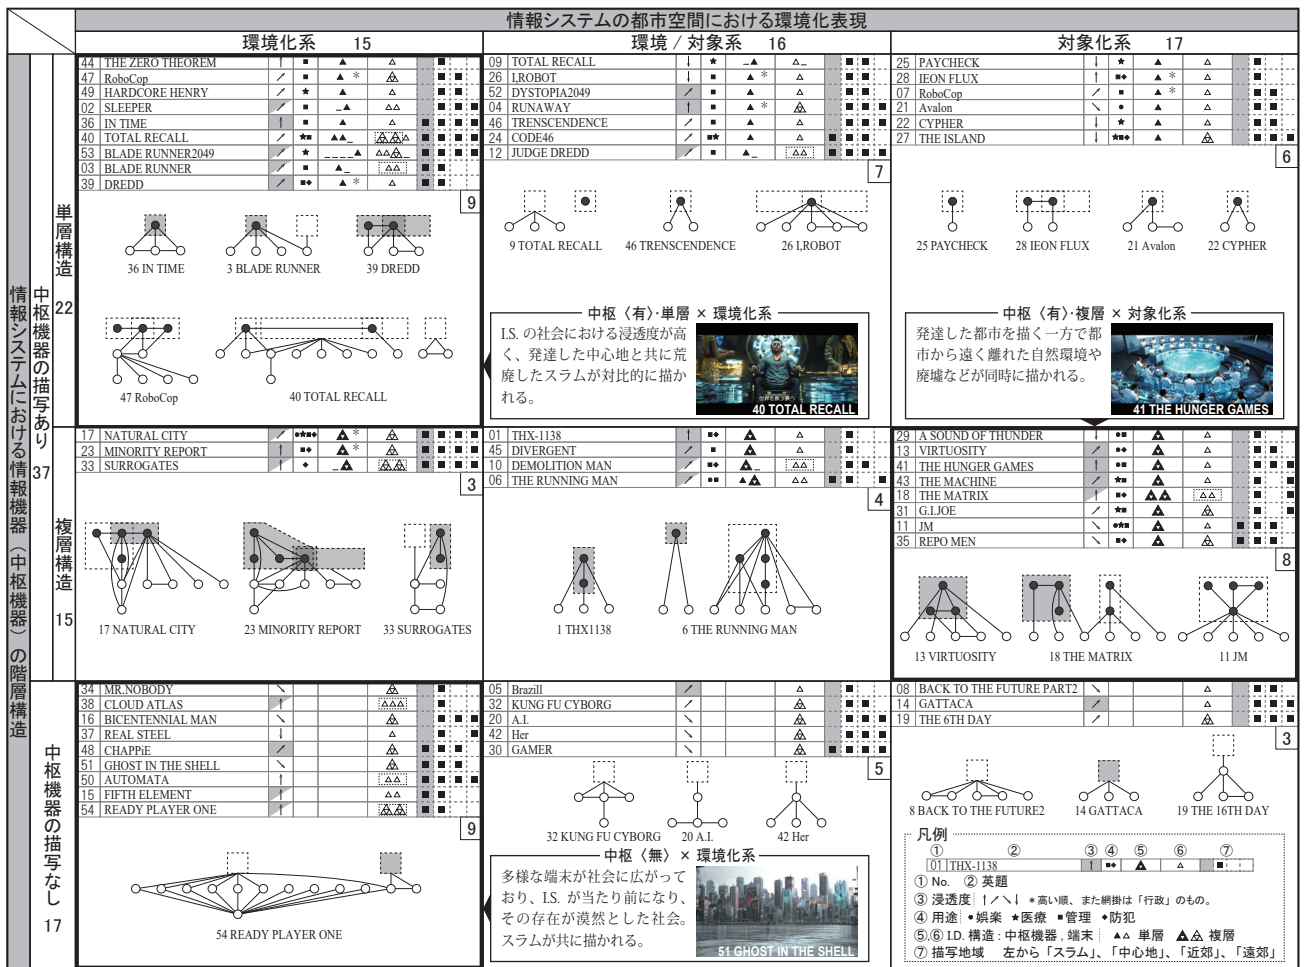 情報システムの都市空間における環境化表現
環境化系 15
環境 / 対象系 16
対象化系 17
情報システムにおける情報機器（中枢機器）の階層構造
中枢機器の描写あり 37
単層構造 22
44 THE ZERO THEOREM
47 RoboCop
49 HARDCORE HENRY
02 SLEEPER
36 IN TIME
40 TOTAL RECALL
53 BLADE RUNNER2049
03 BLADE RUNNER
39 DREDD
9
36 IN TIME
3 BLADE RUNNER
39 DREDD
47 RoboCop
40 TOTAL RECALL
09 TOTAL RECALL
26 I,ROBOT
52 DYSTOPIA2049
04 RUNAWAY
46 TRENSCENDENCE
24 CODE46
12 JUDGE DREDD
7
9 TOTAL RECALL
46 TRENSCENDENCE
26 I,ROBOT
中枢〈有〉・単層 × 環境化系
I.S. の社会における浸透度が高
く、発達した中心地と共に荒
廃したスラムが対比的に描か
れる。
40 TOTAL RECALL
25 PAYCHECK
28 IEON FLUX
07 RoboCop
21 Avalon
22 CYPHER
27 THE ISLAND
6
25 PAYCHECK
28 IEON FLUX
21 Avalon
22 CYPHER
中枢〈有〉・複層 × 対象化系
発達した都市を描く一方で都
市から遠く離れた自然環境や
廃墟などが同時に描かれる。
41 THE HUNGER GAMES
複層構造 15
17 NATURAL CITY
23 MINORITY REPORT
33 SURROGATES
3
17 NATURAL CITY
23 MINORITY REPORT
33 SURROGATES
01 THX-1138
45 DIVERGENT
10 DEMOLITION MAN
06 THE RUNNING MAN
4
1 THX1138
6 THE RUNNING MAN
29 A SOUND OF THUNDER
13 VIRTUOSITY
41 THE HUNGER GAMES
43 THE MACHINE
18 THE MATRIX
31 G.I.JOE
11 JM
35 REPO MEN
8
13 VIRTUOSITY
18 THE MATRIX
11 JM
中枢機器の描写なし 17
34 MR.NOBODY
38 CLOUD ATLAS
16 BICENTENNIAL MAN
37 REAL STEEL
48 CHAPPiE
51 GHOST IN THE SHELL
50 AUTOMATA
15 FIFTH ELEMENT
54 READY PLAYER ONE
9
54 READY PLAYER ONE
05 Brazill
32 KUNG FU CYBORG
20 A.I.
42 Her
30 GAMER
5
32 KUNG FU CYBORG
20 A.I.
42 Her
中枢〈無〉× 環境化系
多様な端末が社会に広がって
おり、I.S. が当たり前になり、
その存在が漠然とした社会。
スラムが共に描かれる。
51 GHOST IN THE SHELL
08 BACK TO THE FUTURE PART2
14 GATTACA
19 THE 6TH DAY
3
8 BACK TO THE FUTURE2
14 GATTACA
19 THE 16TH DAY
凡例
① ② ③ ④ ⑤ ⑥ ⑦
01 THX-1138
① No. ② 英題
③ 浸透度 ↑↗↘↓ *高い順、また網掛は「行政」のもの。
④ 用途 ●娯楽 ★医療 ■管理 ◆防犯
⑤,⑥ I.D. 構造 : 中枢機器 , 端末 ▲△ 単層 複層
⑦ 描写地域 左から「スラム」、「中心地」、「近郊」、「遠郊」